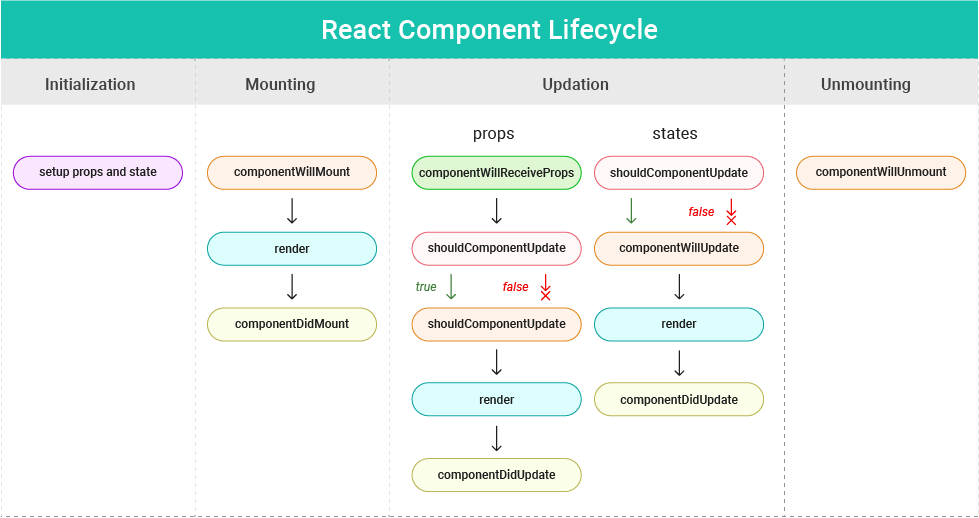 React Component Lifecycle
Initialization
Mounting
Updation
Unmounting
props
states
setup props and state
componentWillMount
render
componentDidMount
componentWillReceiveProps
shouldComponentUpdate
true
false
shouldComponentUpdate
render
componentDidUpdate
shouldComponentUpdate
false
componentWillUpdate
render
componentDidUpdate
componentWillUnmount